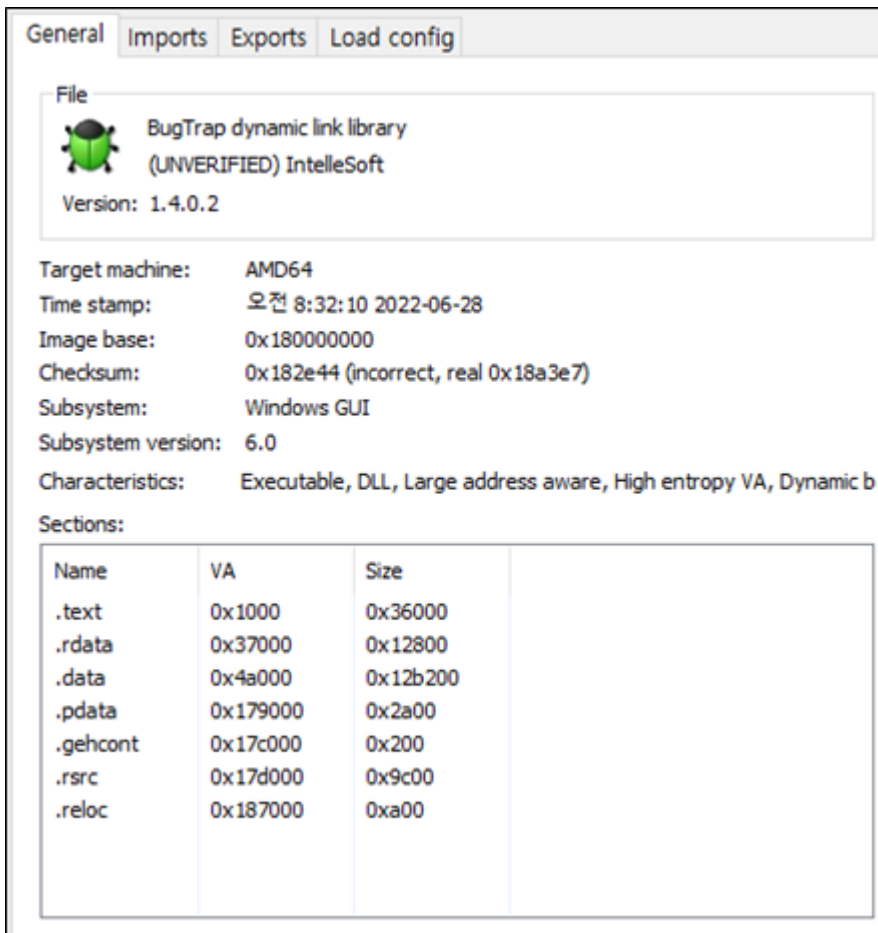 General Imports Exports Load config
File
BugTrap dynamic link library
(UNVERIFIED) IntelleSoft
Version: 1.4.0.2
Target machine: AMD64
Time stamp: 오전 8:32:10 2022-06-28
Image base: 0x180000000
Checksum: 0x182e44 (incorrect, real 0x18a3e7)
Subsystem: Windows GUI
Subsystem version: 6.0
Characteristics: Executable, DLL, Large address aware, High entropy VA, Dynamic b
Sections:
Name VA Size
.text 0x1000 0x36000
.rdata 0x37000 0x12800
.data 0x4a000 0x12b200
.pdata 0x179000 0x2a00
.gehcont 0x17c000 0x200
.rsrc 0x17d000 0x9c00
.reloc 0x187000 0xa00